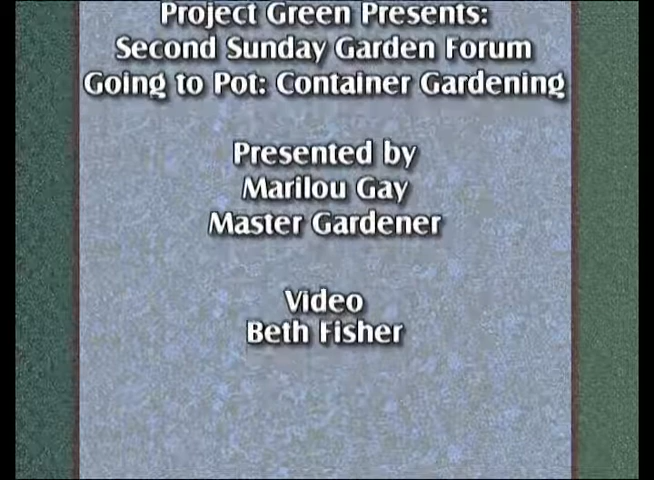 Project Green Presents:
Second Sunday Garden Forum
Going to Pot: Container Gardening
Presented by
Marilou Gay
Master Gardener
Video
Beth Fisher